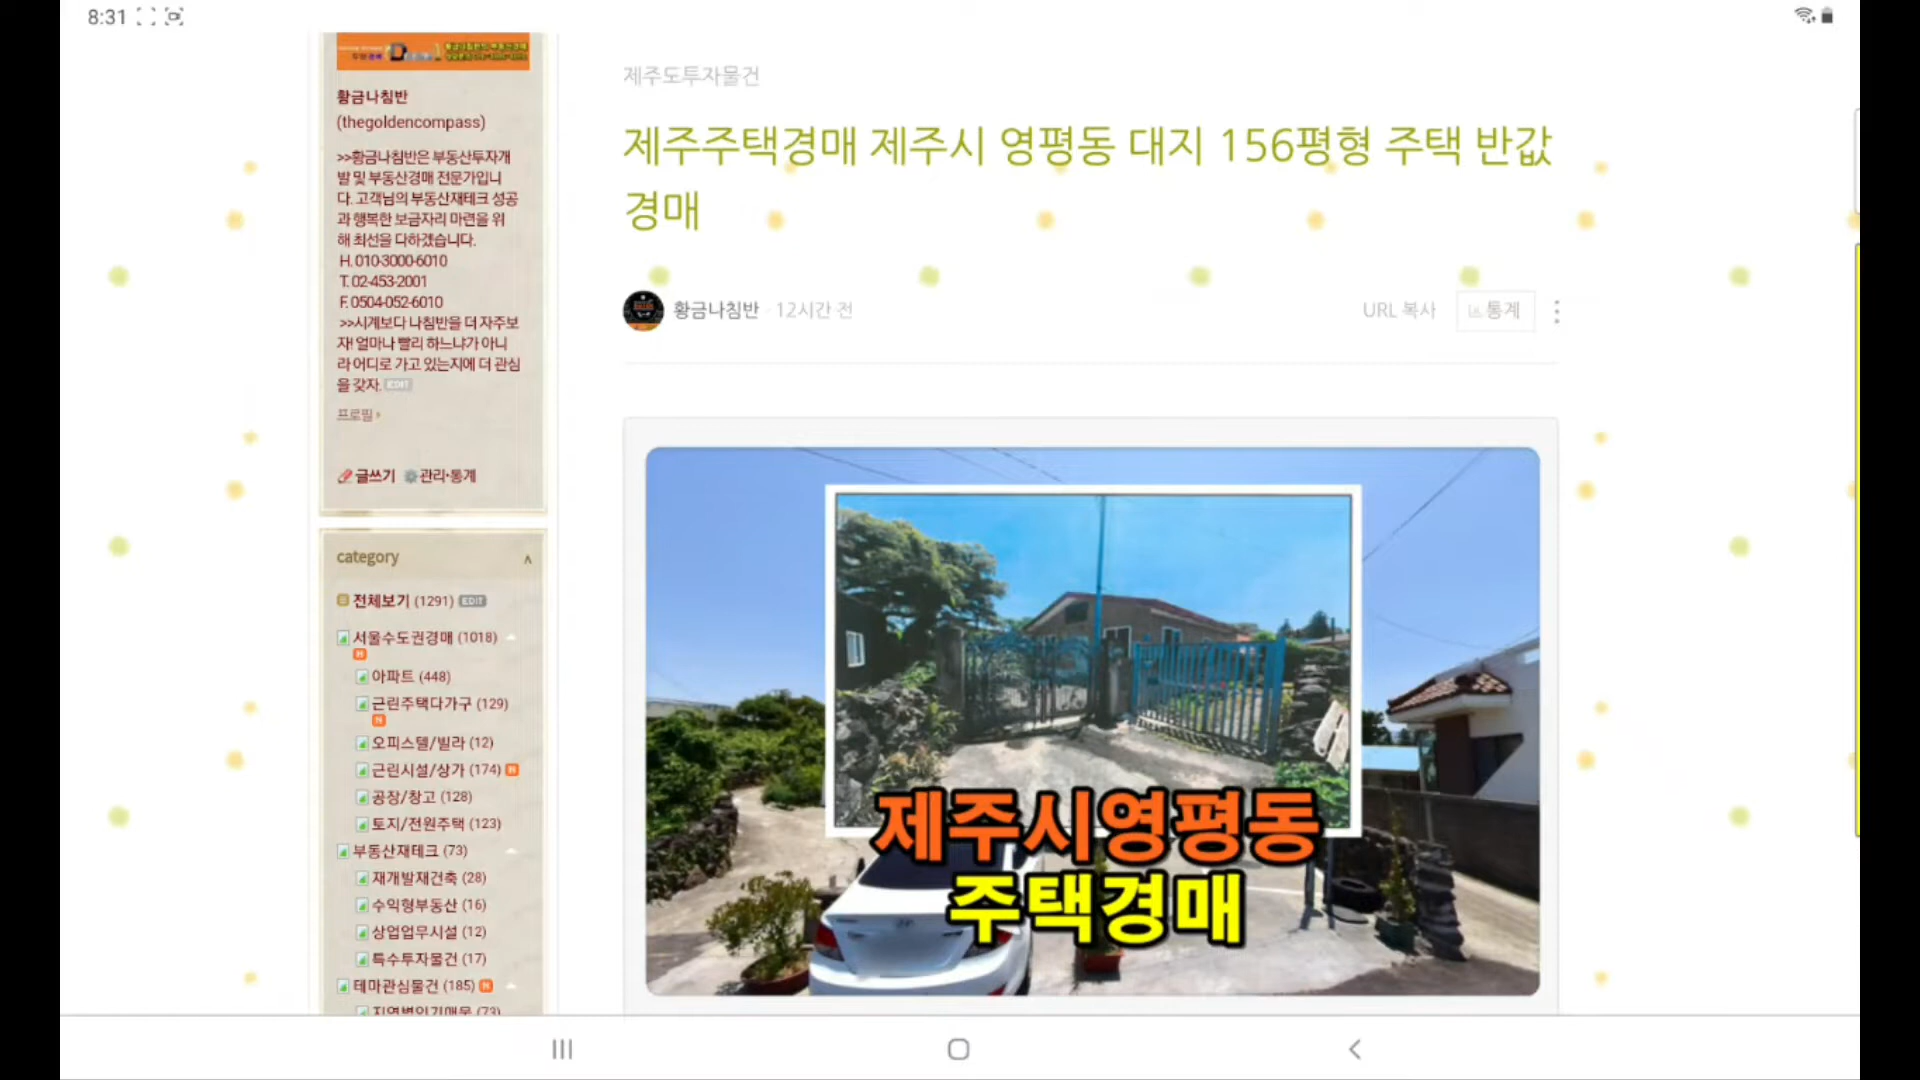 8:31
황금나침반
(thegoldencompass)
>>황금나침반은 부동산투자개
발 및 부동산경매 전문가입니
다. 고객님의 부동산재테크 성공
과 행복한 보금자리 마련을 위
해 최선을 다하겠습니다.
H. 010-3000-6010
T. 02-453-2001
F. 0504-052-6010
>>시계보다 나침반을 더 자주보
자! 얼마나 빨리 하느냐가 아니
라 어디로 가고 있는지에 더 관심
을 갖자. EDIT
프로필
글쓰기 관리·통계
category
전체보기 (1291) EDIT
서울수도권경매 (1018)
N
아파트 (448)
근린주택다가구 (129)
N
오피스텔/빌라 (12)
근린시설/상가 (174) N
공장/창고 (128)
토지/전원주택 (123)
부동산재테크 (73)
재개발재건축 (28)
수익형부동산 (16)
상업업무시설 (12)
특수투자물건 (17)
테마관심물건 (185) N
지역별인기매물 (73)
제주도투자물건
제주주택경매 제주시 영평동 대지 156평형 주택 반값
경매
황금나침반 · 12시간 전
URL 복사 통계
제주시영평동
주택경매